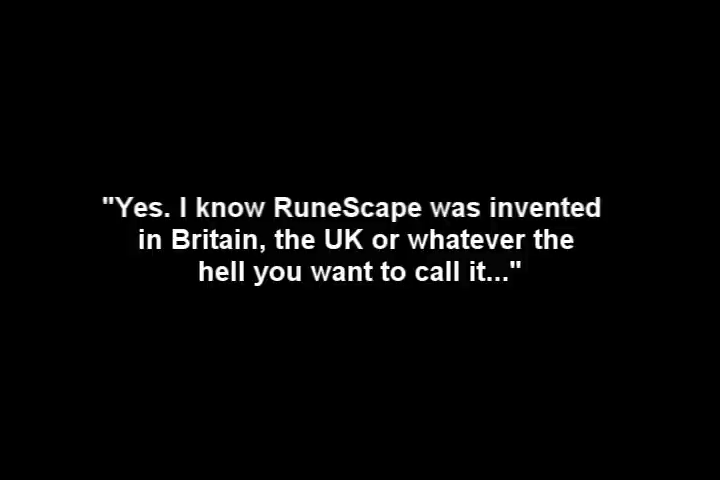 "Yes. I know RuneScape was invented
in Britain, the UK or whatever the
hell you want to call it..."